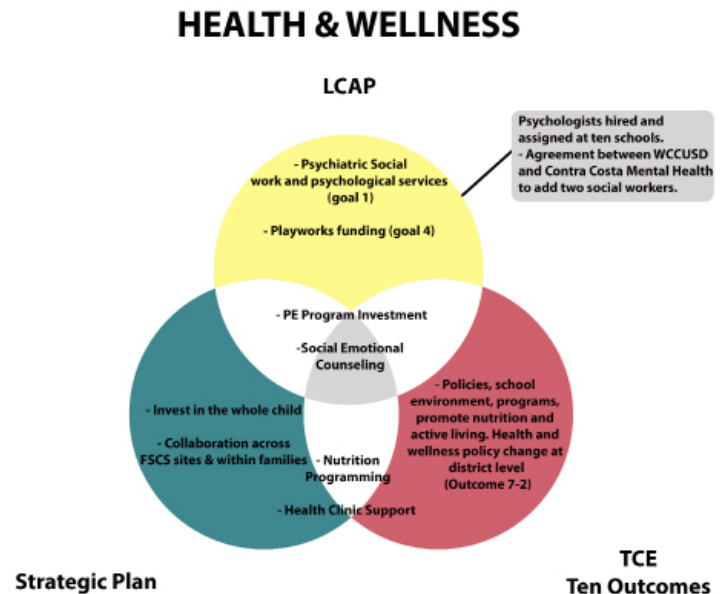 HEALTH & WELLNESS
LCAP
Psychologists hired and
assigned at ten schools.
- Agreement between WCCUSD
and Contra Costa Mental Health
to add two social workers.
- Psychiatric Social
work and psychological services
(goal 1)
- Playworks funding (goal 4)
- PE Program Investment
-Social Emotional
Counseling
- Invest in the whole child
- Collaboration across
FSCS sites & within families
- Policies, school
environment, programs,
promote nutrition and
active living. Health and
wellness policy change at
district level
(Outcome 7-2)
- Nutrition
Programming
- Health Clinic Support
Strategic Plan
TCE
Ten Outcomes